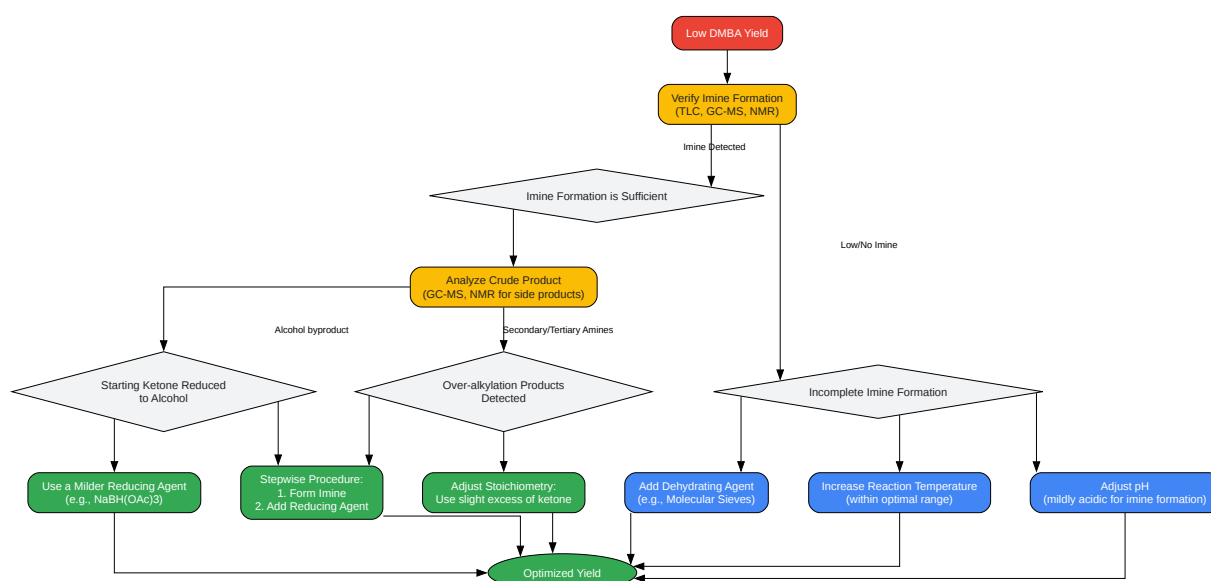 Low DMBA Yield
Verify Imine Formation
(TLC, GC-MS, NMR)
Imine Detected
Imine Formation is Sufficient
Low/No Imine
Analyze Crude Product
(GC-MS, NMR for side products)
Alcohol byproduct
Secondary/Tertiary Amines
Starting Ketone Reduced
to Alcohol
Over-alkylation Products
Detected
Incomplete Imine Formation
Use a Milder Reducing Agent
(e.g., NaBH(OAc)3)
Stepwise Procedure:
1. Form Imine
2. Add Reducing Agent
Adjust Stoichiometry:
Use slight excess of ketone
Add Dehydrating Agent
(e.g., Molecular Sieves)
Increase Reaction Temperature
(within optimal range)
Adjust pH
(mildly acidic for imine formation)
Optimized Yield